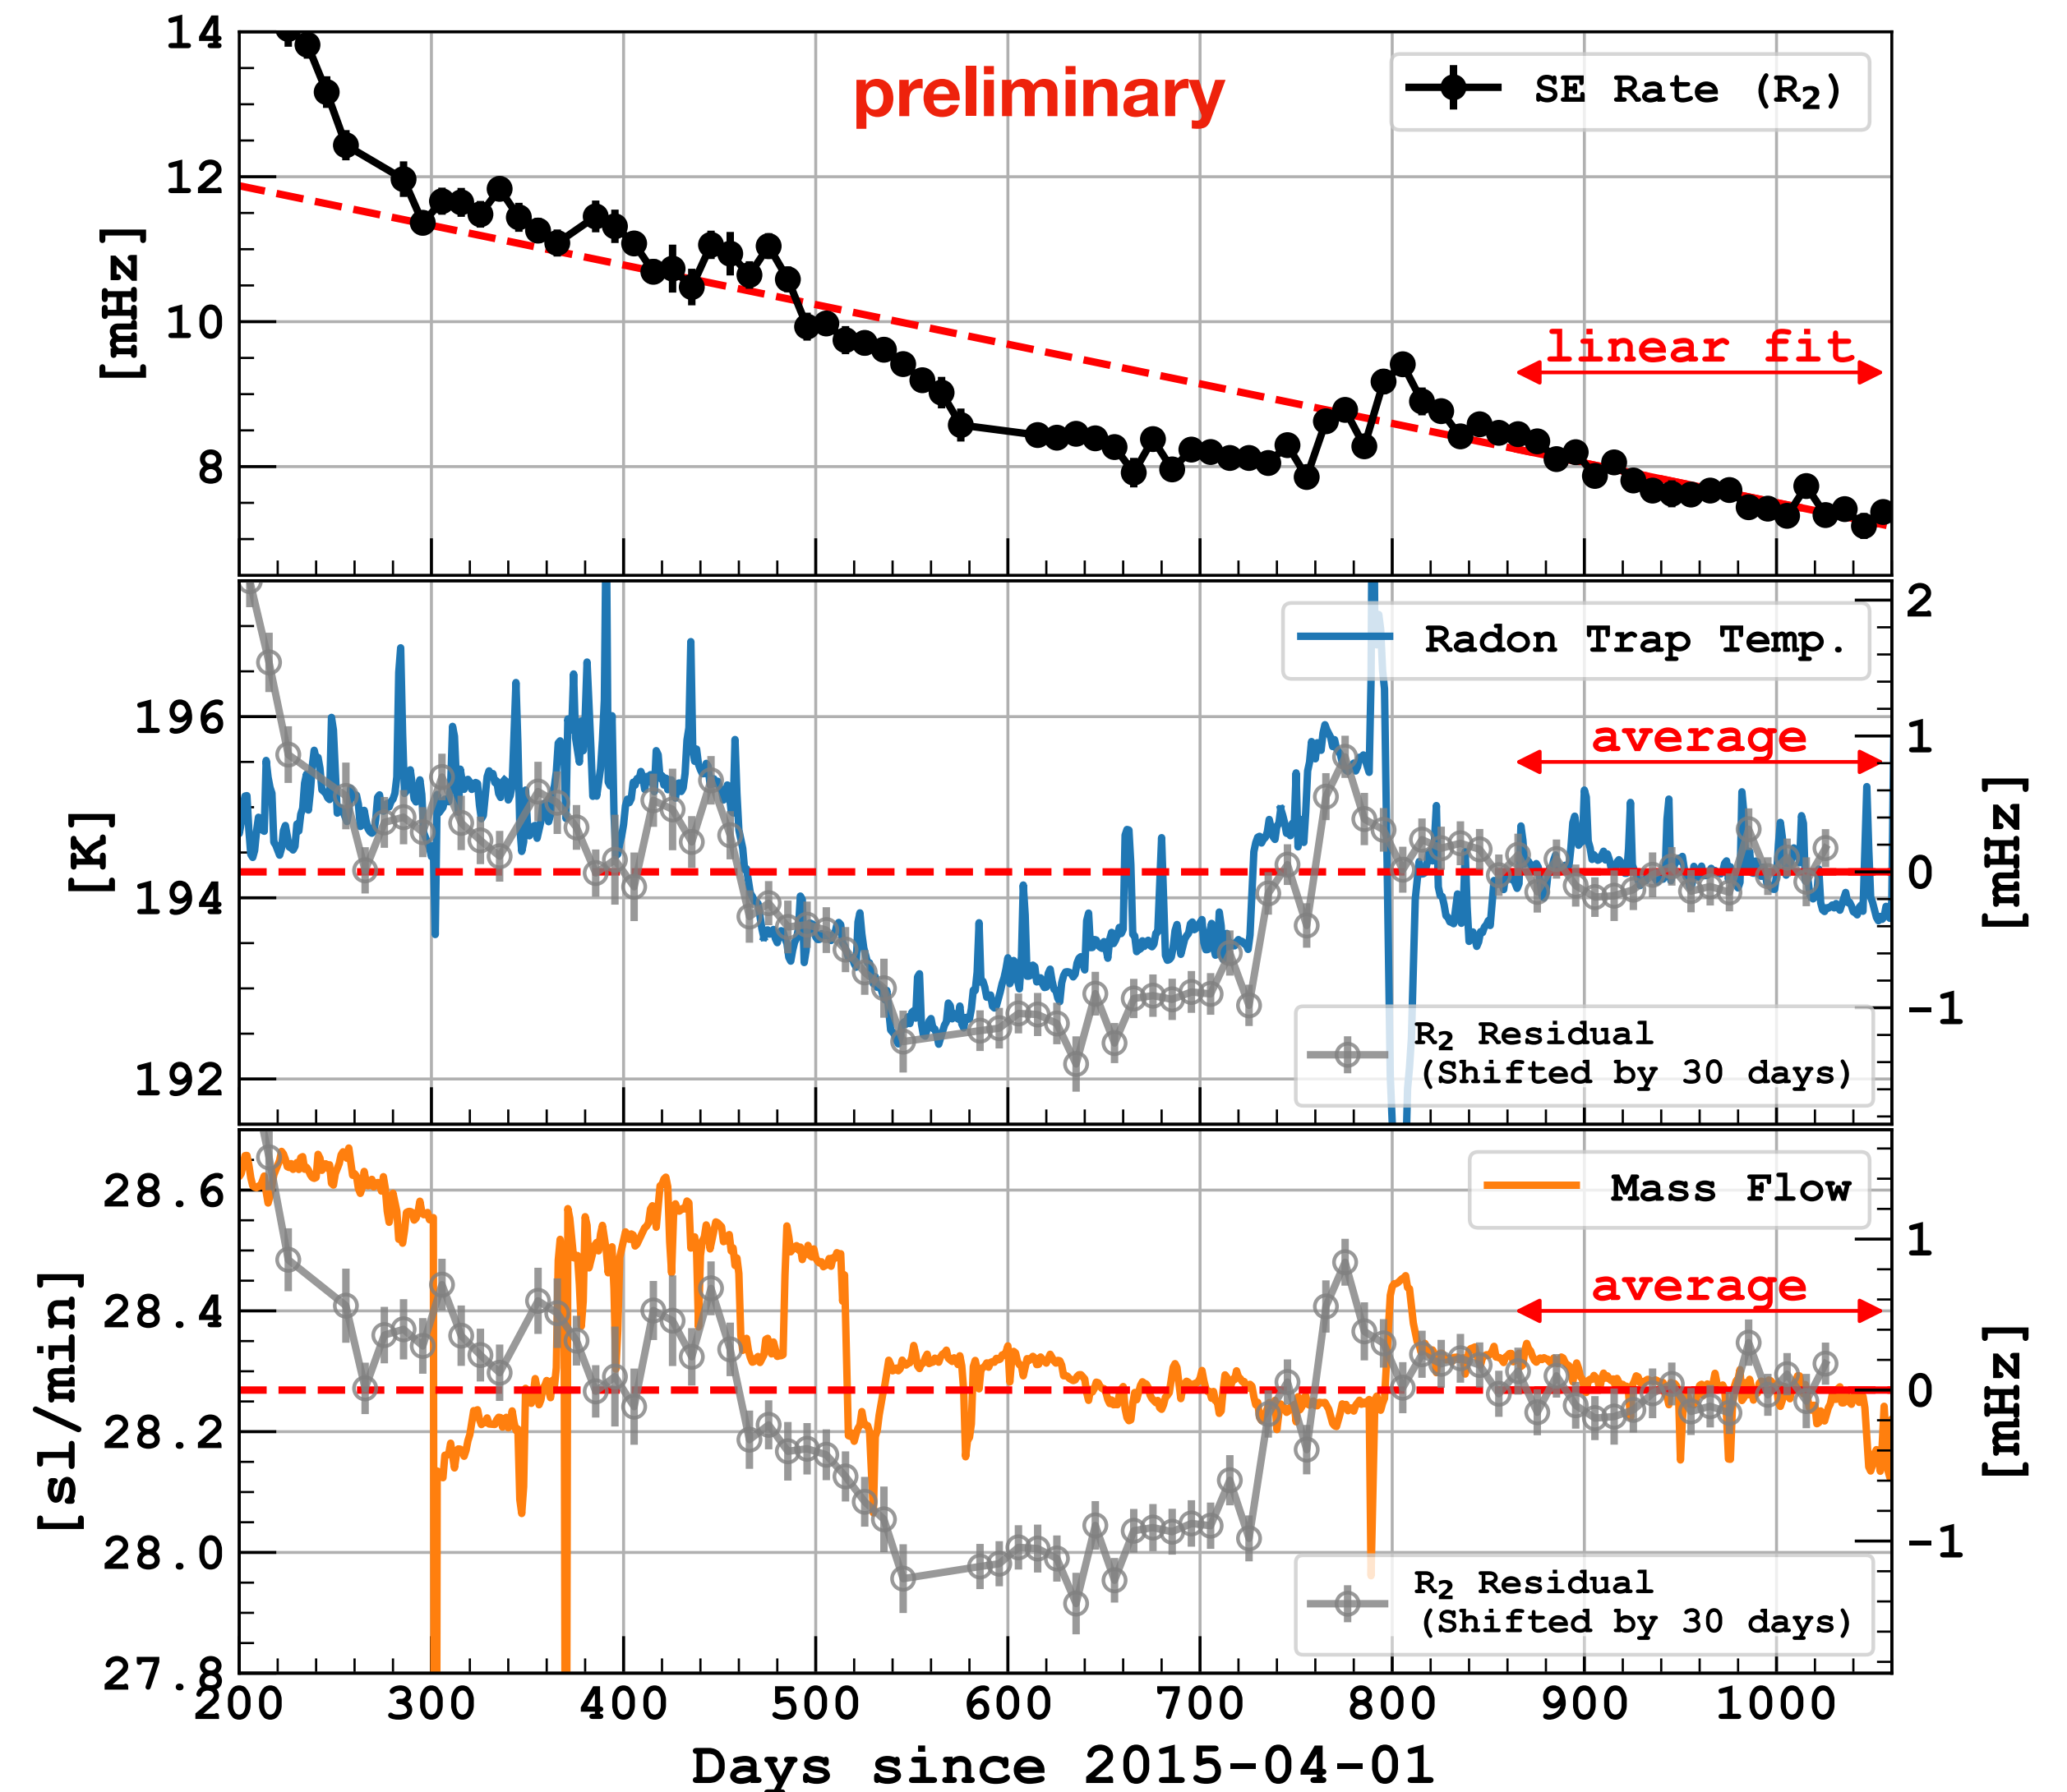 14
12
10
8
[mHz]
preliminary
SE Rate (R2)
linear fit
196
194
192
[K]
Radon Trap Temp.
average
R2 Residual
(Shifted by 30 days)
2
1
0
-1
[mHz]
28.6
28.4
28.2
28.0
27.8
[sl/min]
Mass Flow
average
R2 Residual
(Shifted by 30 days)
1
0
-1
[mHz]
200 300 400 500 600 700 800 900 1000
Days since 2015-04-01